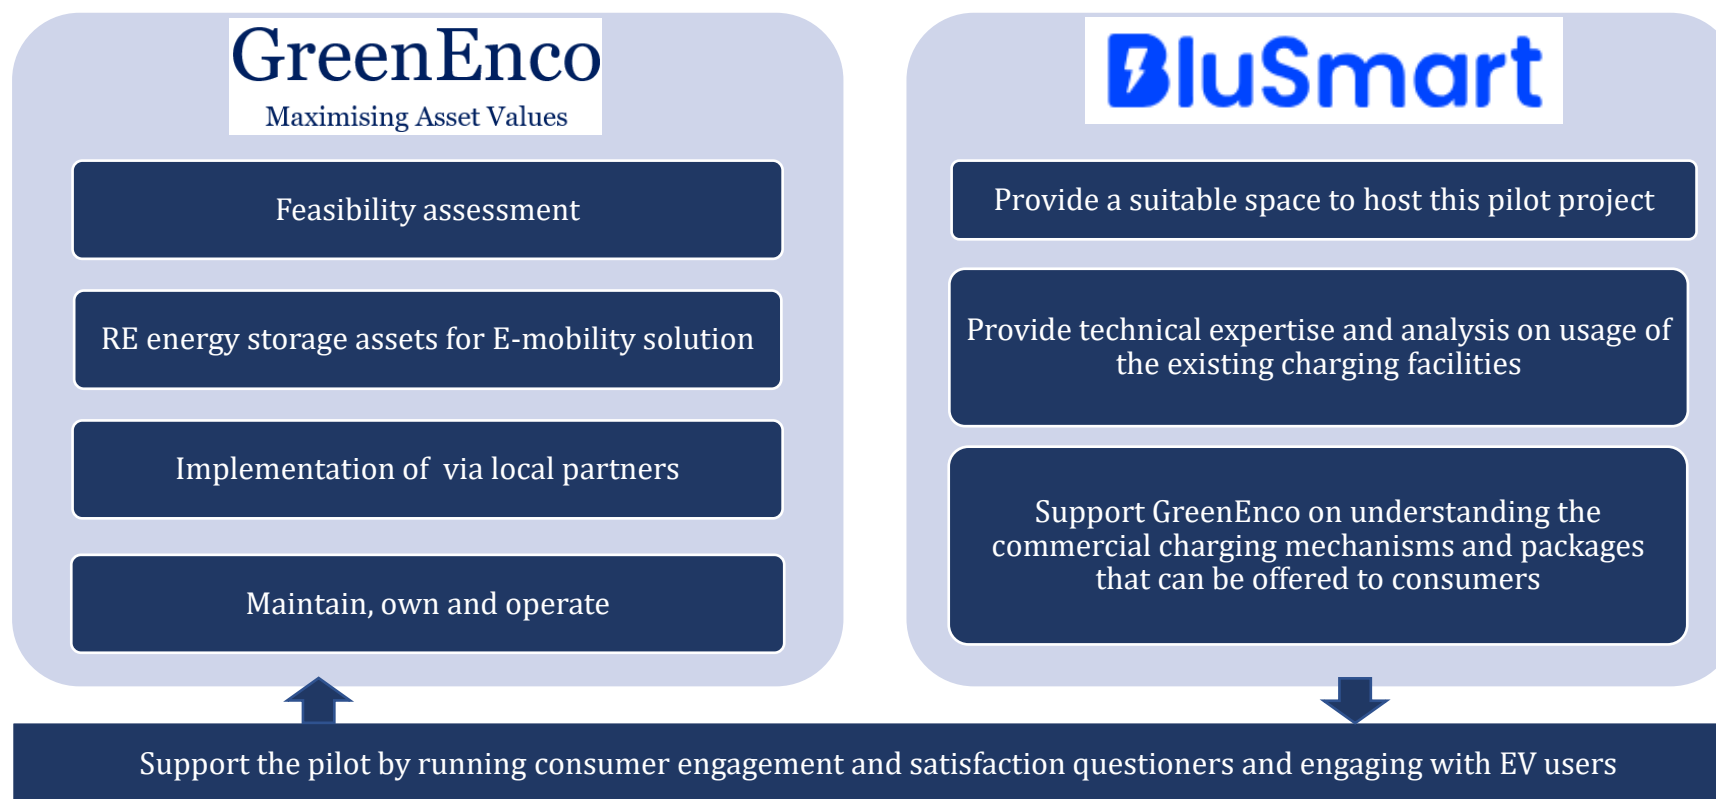 GreenEnco
Maximising Asset Values
Feasibility assessment
RE energy storage assets for E-mobility solution
Implementation of  via local partners
Maintain, own and operate
BluSmart
Provide a suitable space to host this pilot project
Provide technical expertise and analysis on usage of
the existing charging facilities
Support GreenEnco on understanding the
commercial charging mechanisms and packages
that can be offered to consumers
Support the pilot by running consumer engagement and satisfaction questioners and engaging with EV users